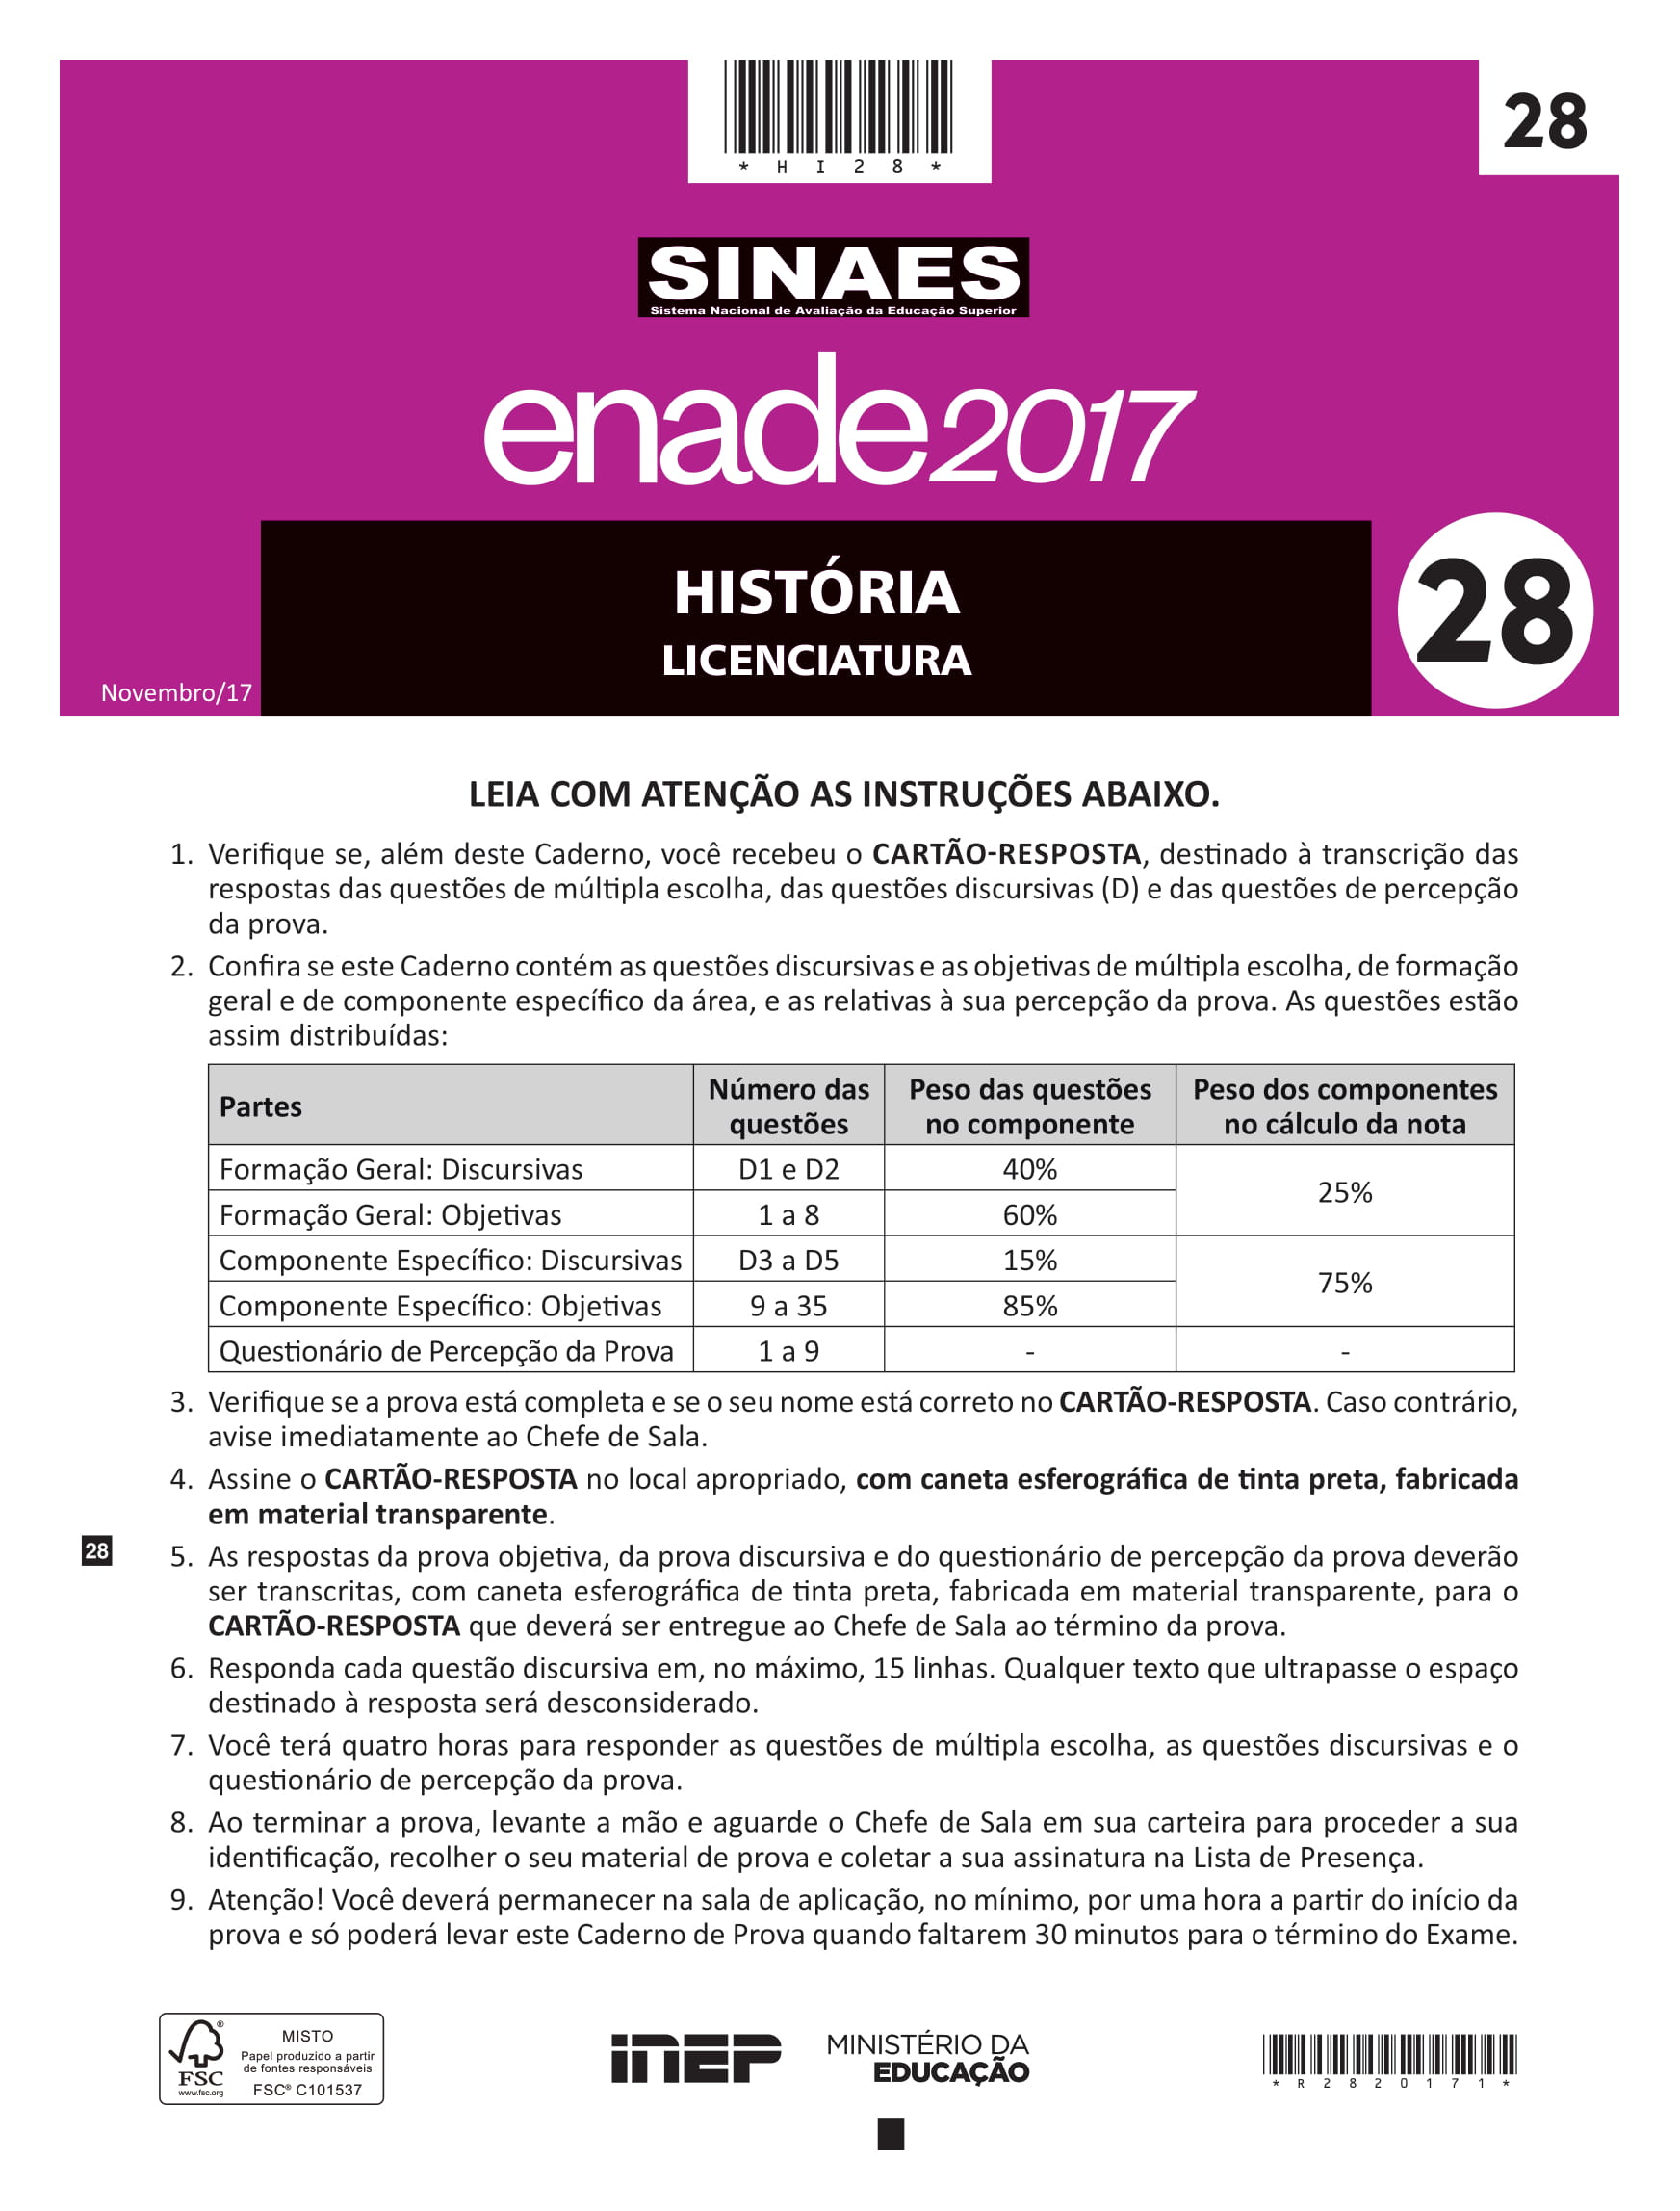 *HI28*
28
SINAES
Sistema Nacional de Avaliação da Educação Superior
enade2017
HISTÓRIA
LICENCIATURA
28
Novembro/17
LEIA COM ATENÇÃO AS INSTRUÇÕES ABAIXO.
1. Verifique se, além deste Caderno, você recebeu o CARTÃO-RESPOSTA, destinado à transcrição das
respostas das questões de múltipla escolha, das questões discursivas (D) e das questões de percepção
da prova.
2. Confira se este Caderno contém as questões discursivas e as objetivas de múltipla escolha, de formação
geral e de componente específico da área, e as relativas à sua percepção da prova. As questões estão
assim distribuídas:
Partes Número das questões Peso das questões no componente Peso dos componentes no cálculo da nota
Formação Geral: Discursivas D1 e D2 40% 25%
Formação Geral: Objetivas 1 a 8 60%
Componente Específico: Discursivas D3 a D5 15% 75%
Componente Específico: Objetivas 9 a 35 85%
Questionário de Percepção da Prova 1 a 9 - -
3. Verifique se a prova está completa e se o seu nome está correto no CARTÃO-RESPOSTA. Caso contrário,
avise imediatamente ao Chefe de Sala.
4. Assine o CARTÃO-RESPOSTA no local apropriado, com caneta esferográfica de tinta preta, fabricada
em material transparente.
28
5. As respostas da prova objetiva, da prova discursiva e do questionário de percepção da prova deverão
ser transcritas, com caneta esferográfica de tinta preta, fabricada em material transparente, para o
CARTÃO-RESPOSTA que deverá ser entregue ao Chefe de Sala ao término da prova.
6. Responda cada questão discursiva em, no máximo, 15 linhas. Qualquer texto que ultrapasse o espaço
destinado à resposta será desconsiderado.
7. Você terá quatro horas para responder as questões de múltipla escolha, as questões discursivas e o
questionário de percepção da prova.
8. Ao terminar a prova, levante a mão e aguarde o Chefe de Sala em sua carteira para proceder a sua
identificação, recolher o seu material de prova e coletar a sua assinatura na Lista de Presença.
9. Atenção! Você deverá permanecer na sala de aplicação, no mínimo, por uma hora a partir do início da
prova e só poderá levar este Caderno de Prova quando faltarem 30 minutos para o término do Exame.
FSC
www.fsc.org
MISTO
Papel produzido a partir
de fontes responsáveis
FSC® C101537
inEP
MINISTÉRIO DA
EDUCAÇÃO
*R2820171*